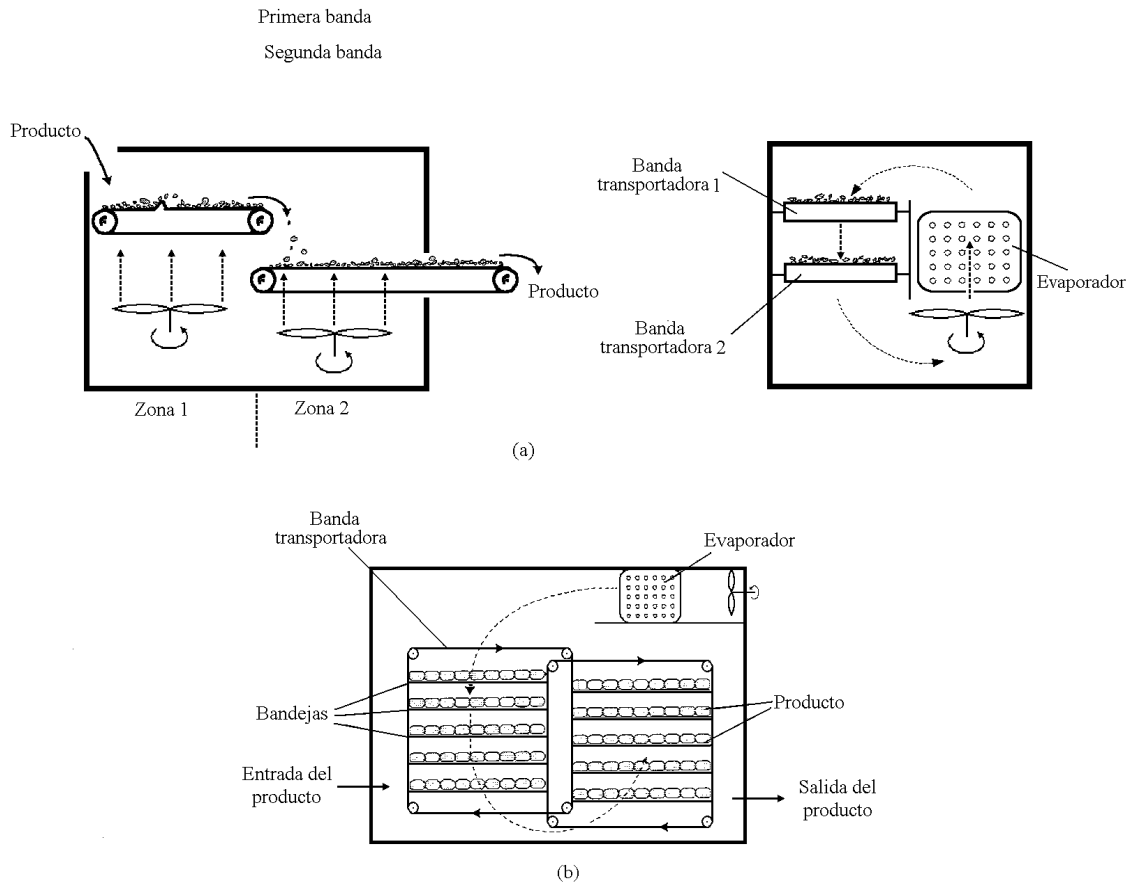 Primera banda
Segunda banda
Producto
Producto
Zona 1
Zona 2
Banda
transportadora 1
Banda
transportadora 2
Evaporador
(a)
Banda
transportadora
Evaporador
Bandejas
Producto
Entrada del
producto
Salida del
producto
(b)